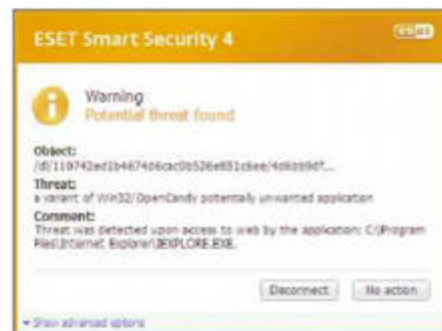 ESET Smart Security 4
eset
Warning
Potential threat found
Object:
Threat:
a variant of Win32/OpenCandy potentially unwanted application
Comment:
Threat was detected upon access to web by the application: C:\Program
Files\Internet Explorer\IEXPLORE.EXE.
Disconnect
No action
Show advanced options